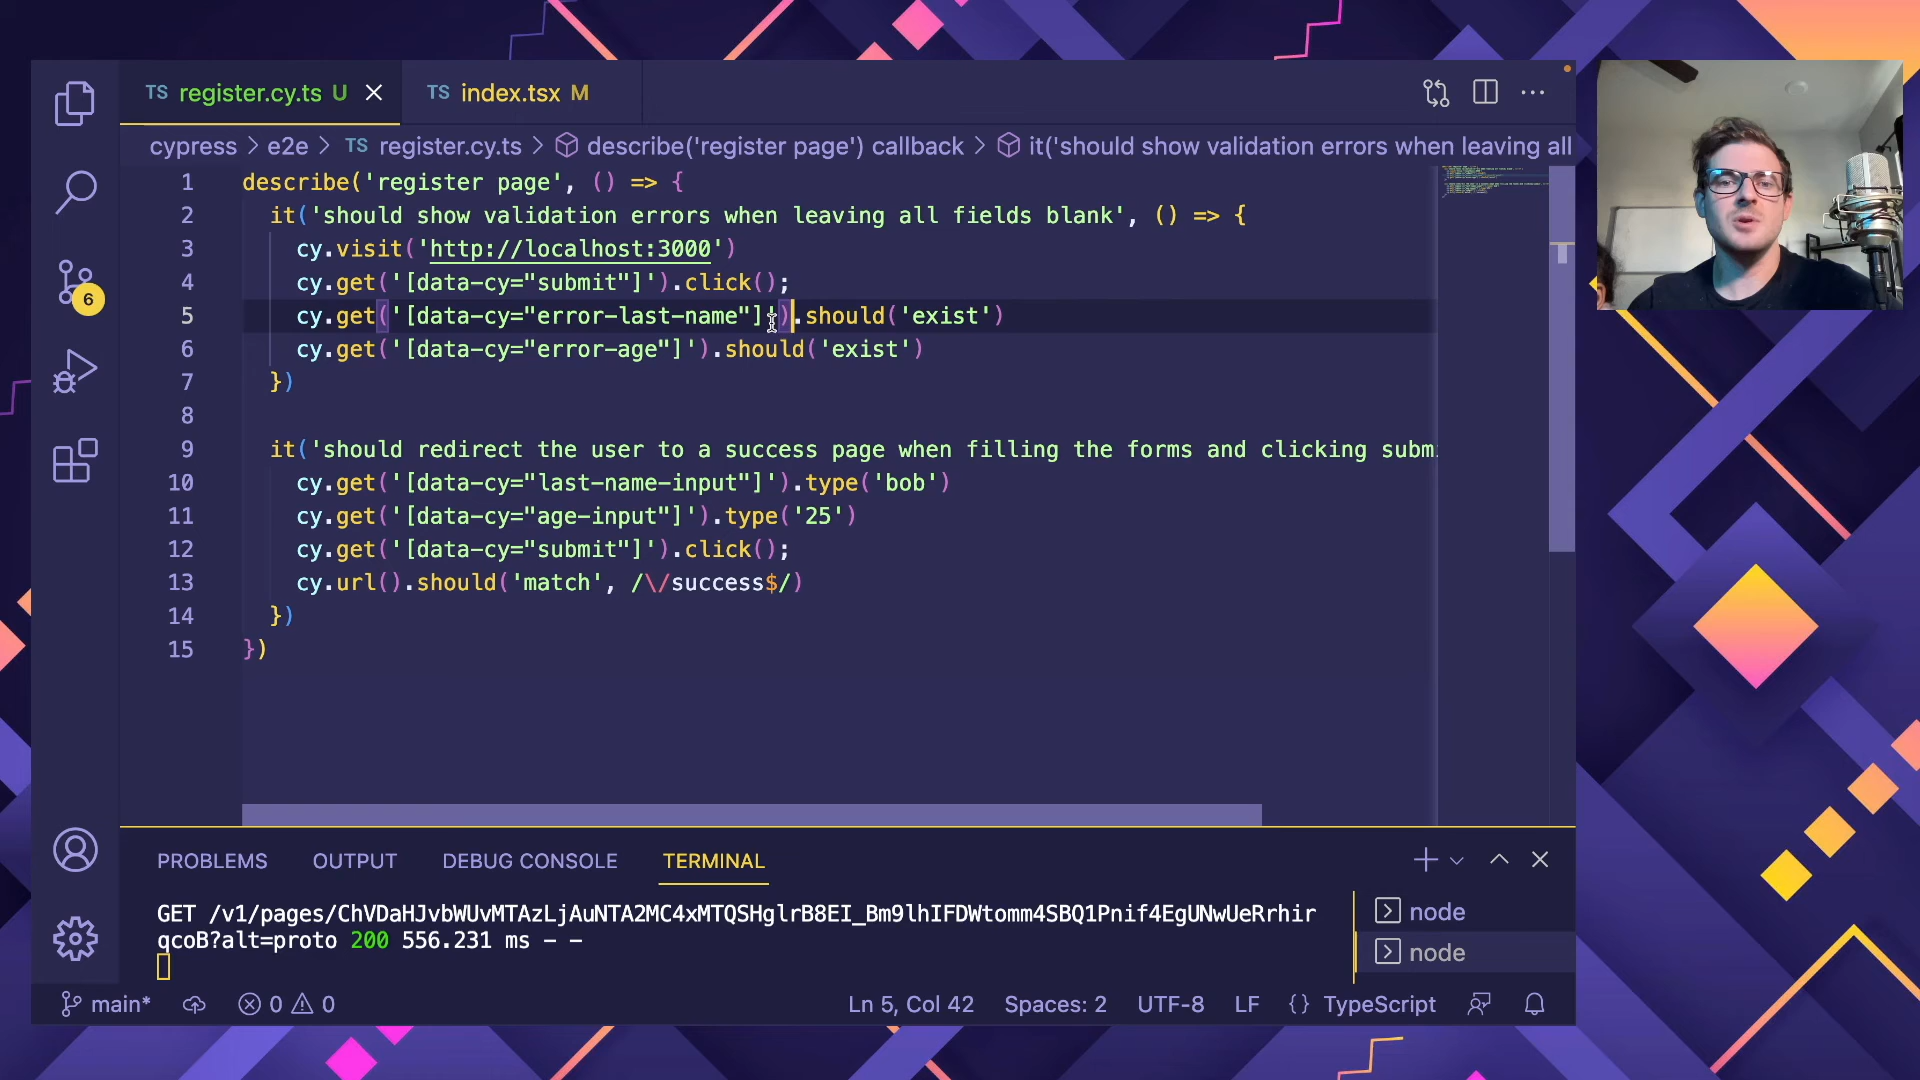 TS register.cy.ts U
TS index.tsx M
cypress > e2e > TS register.cy.ts > describe('register page') callback > it('should show validation errors when leaving all
1 describe('register page', () => {
2 it('should show validation errors when leaving all fields blank', () => {
3 cy.visit('http://localhost:3000')
4 cy.get('[data-cy="submit"]').click();
5 cy.get('[data-cy="error-last-name"]').should('exist')
6 cy.get('[data-cy="error-age"]').should('exist')
7 })
8
9 it('should redirect the user to a success page when filling the forms and clicking subm
10 cy.get('[data-cy="last-name-input"]').type('bob')
11 cy.get('[data-cy="age-input"]').type('25')
12 cy.get('[data-cy="submit"]').click();
13 cy.url().should('match', /\/success$/)
14 })
15 })
6
PROBLEMS OUTPUT DEBUG CONSOLE TERMINAL
GET /v1/pages/ChVDaHJvbWUvMTAzLjAuNTA2MC4xMTQSHglrB8EI_Bm9lhIFDWtomm4SBQ1Pnif4EgUNwUeRrhir
qcoB?alt=proto 200 556.231 ms - -
node
node
main* 0 0 Ln 5, Col 42 Spaces: 2 UTF-8 LF {} TypeScript